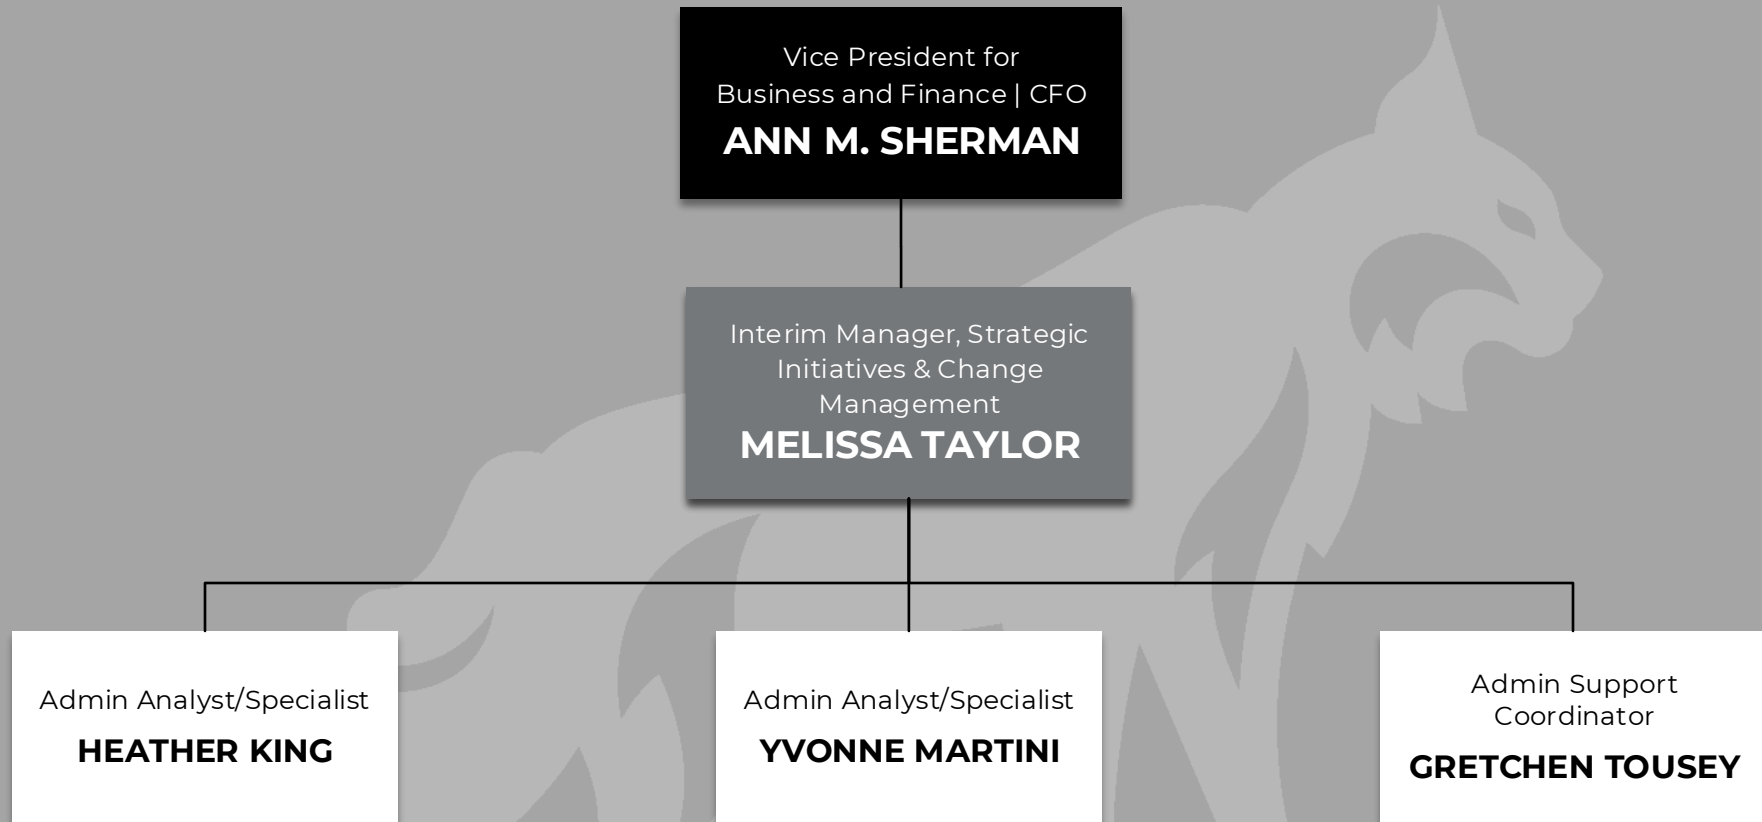 Vice President for
Business and Finance | CFO
ANN M. SHERMAN
Interim Manager, Strategic
Initiatives & Change
Management
MELISSA TAYLOR
Admin Analyst/Specialist
HEATHER KING
Admin Analyst/Specialist
YVONNE MARTINI
Admin Support
Coordinator
GRETCHEN TOUSEY